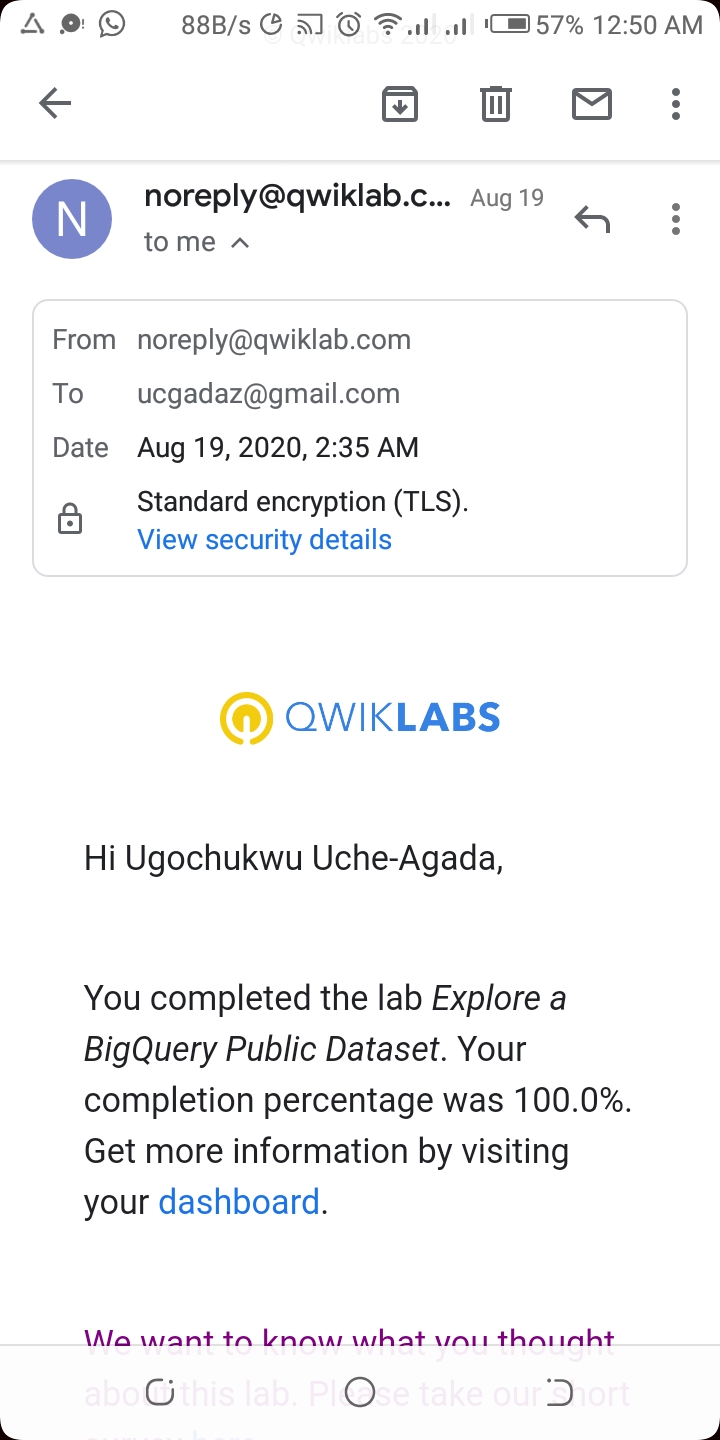 88B/s 57% 12:50 AM
© Qwiklabs 2020
N
noreply@qwiklab.c... Aug 19
to me
From noreply@qwiklab.com
To ucgadaz@gmail.com
Date Aug 19, 2020, 2:35 AM
Standard encryption (TLS).
View security details
QWIKLABS
Hi Ugochukwu Uche-Agada,
You completed the lab Explore a
BigQuery Public Dataset. Your
completion percentage was 100.0%.
Get more information by visiting
your dashboard.
We want to know what you thought
about this lab. Please take our short
survey here